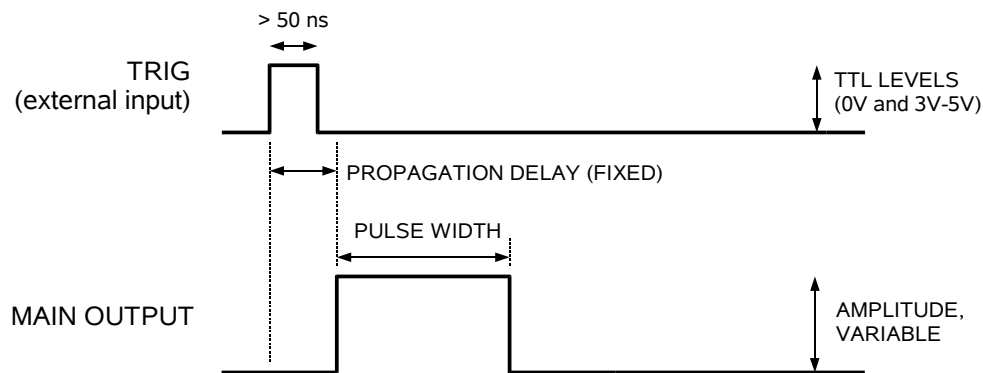 > 50 ns
TRIG
(external input)
TTL LEVELS
(0V and 3V-5V)
PROPAGATION DELAY (FIXED)
PULSE WIDTH
MAIN OUTPUT
AMPLITUDE,
VARIABLE